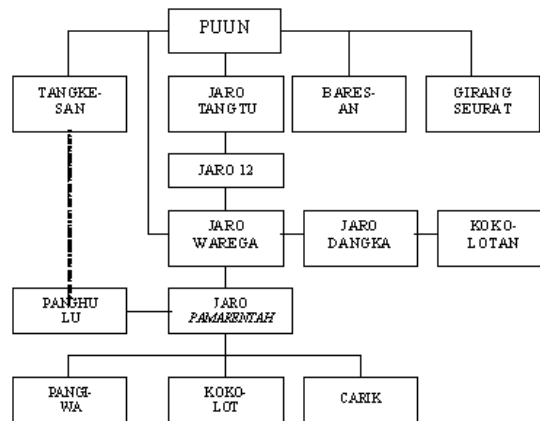 PUUN
TANGKE-
SAN
JARO
TANGTU
BARES-
AN
GIRANG
SEURAT
JARO 12
JARO
WAREGA
JARO
DANGKA
KOKO-
LOTAN
PANGHU
LU
JARO
PAMARENTAH
PANGI-
WA
KOKO-
LOT
CARIK